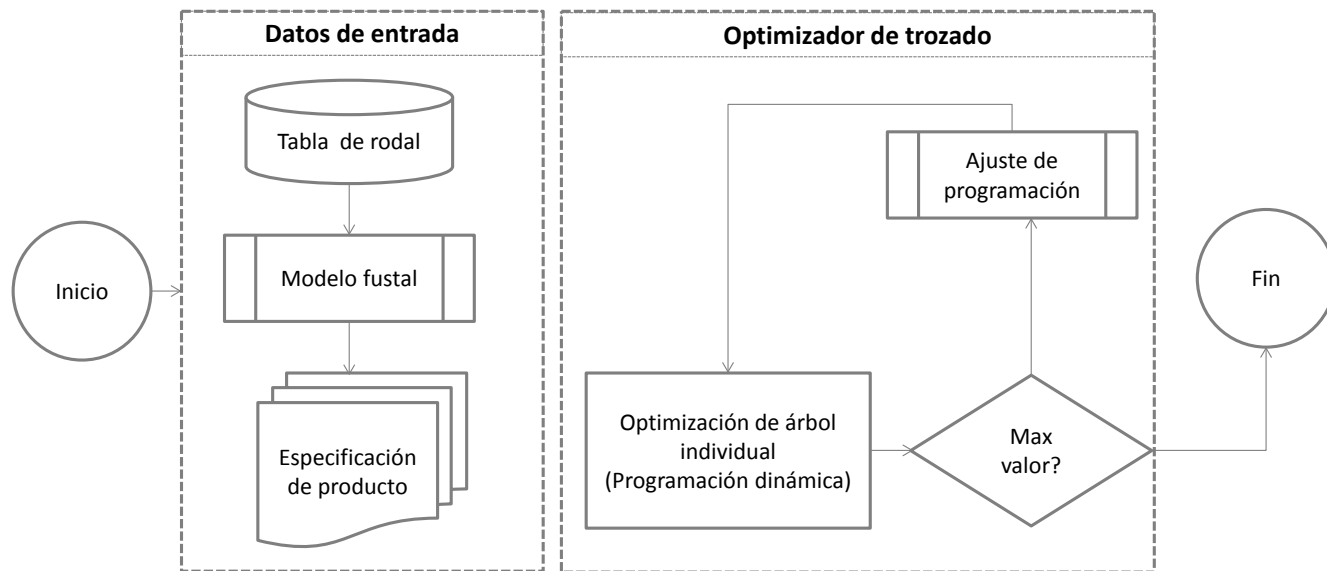 Datos de entrada
Optimizador de trozado
Tabla de rodal
Ajuste de
programación
Inicio
Modelo fustal
Fin
Especificación
de producto
Optimización de árbol
individual
(Programación dinámica)
Max
valor?